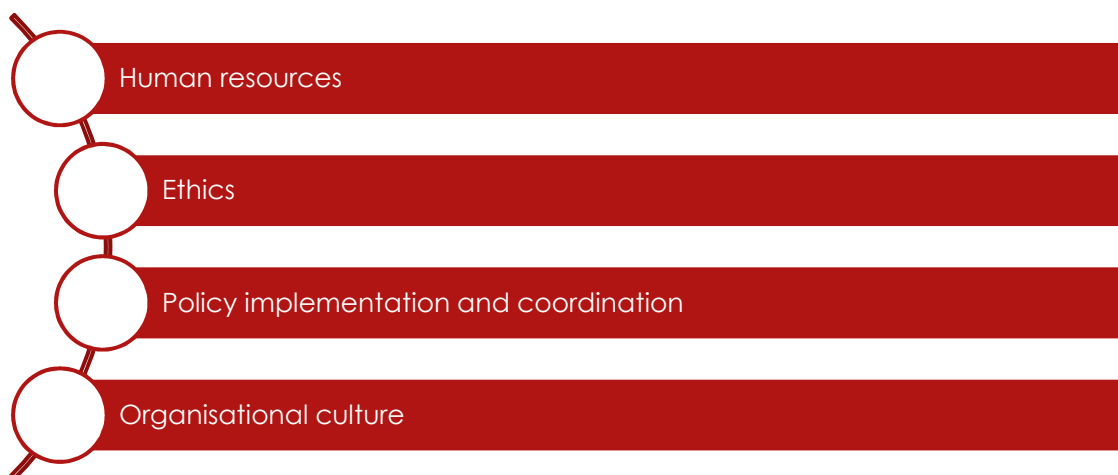 Human resources
Ethics
Policy implementation and coordination
Organisational culture